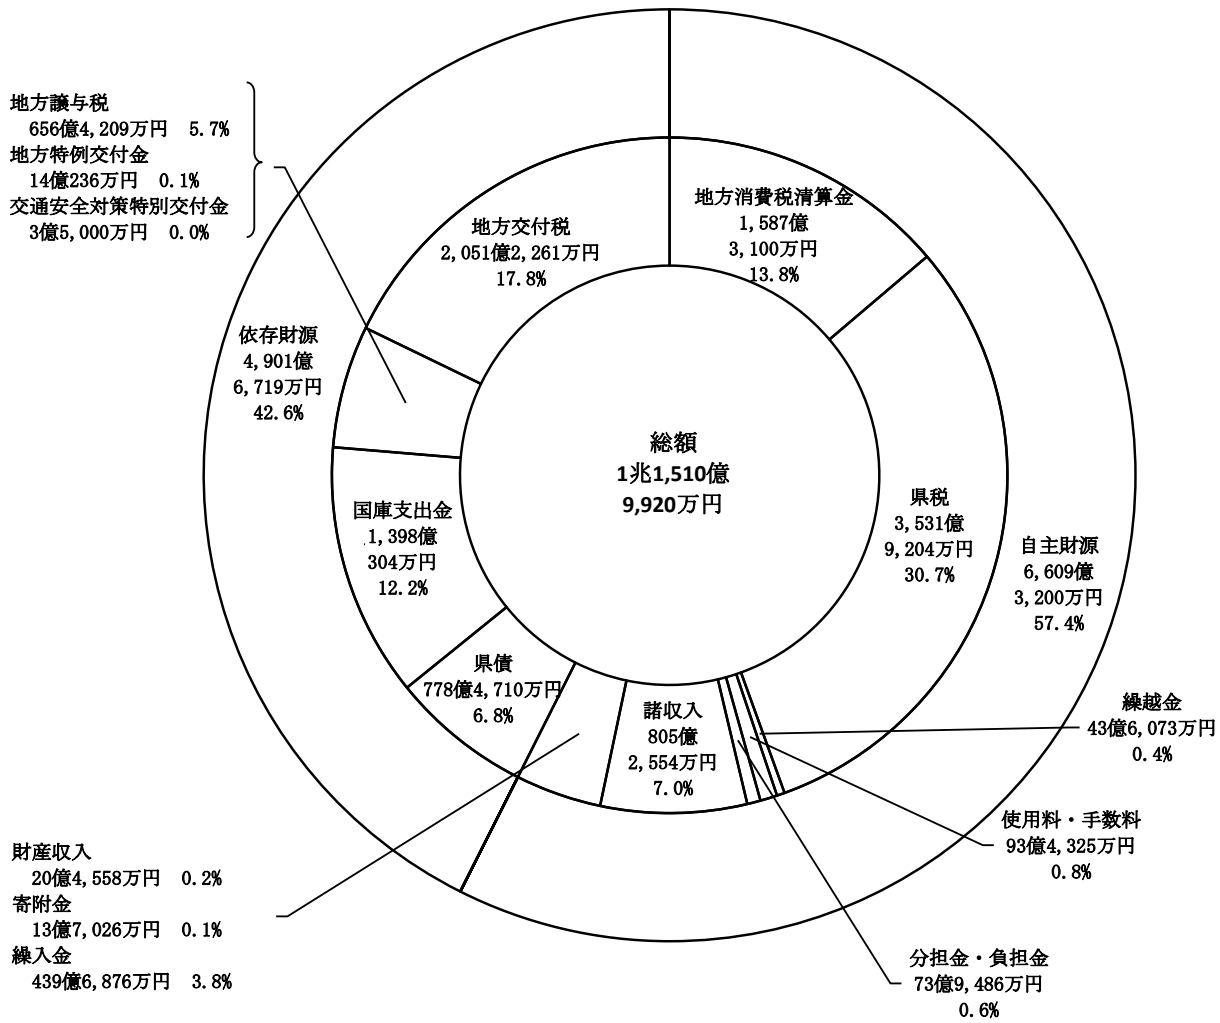 地方譲与税
656億4,209万円 5.7%
地方特例交付金
14億236万円 0.1%
交通安全対策特別交付金
3億5,000万円 0.0%
地方交付税
2,051億2,261万円
17.8%
地方消費税清算金
1,587億
3,100万円
13.8%
依存財源
4,901億
6,719万円
42.6%
総額
1兆1,510億
9,920万円
国庫支出金
1,398億
304万円
12.2%
県税
3,531億
9,204万円
30.7%
自主財源
6,609億
3,200万円
57.4%
県債
778億4,710万円
6.8%
諸収入
805億
2,554万円
7.0%
繰越金
43億6,073万円
0.4%
使用料・手数料
93億4,325万円
0.8%
財産収入
20億4,558万円 0.2%
寄附金
13億7,026万円 0.1%
繰入金
439億6,876万円 3.8%
分担金・負担金
73億9,486万円
0.6%